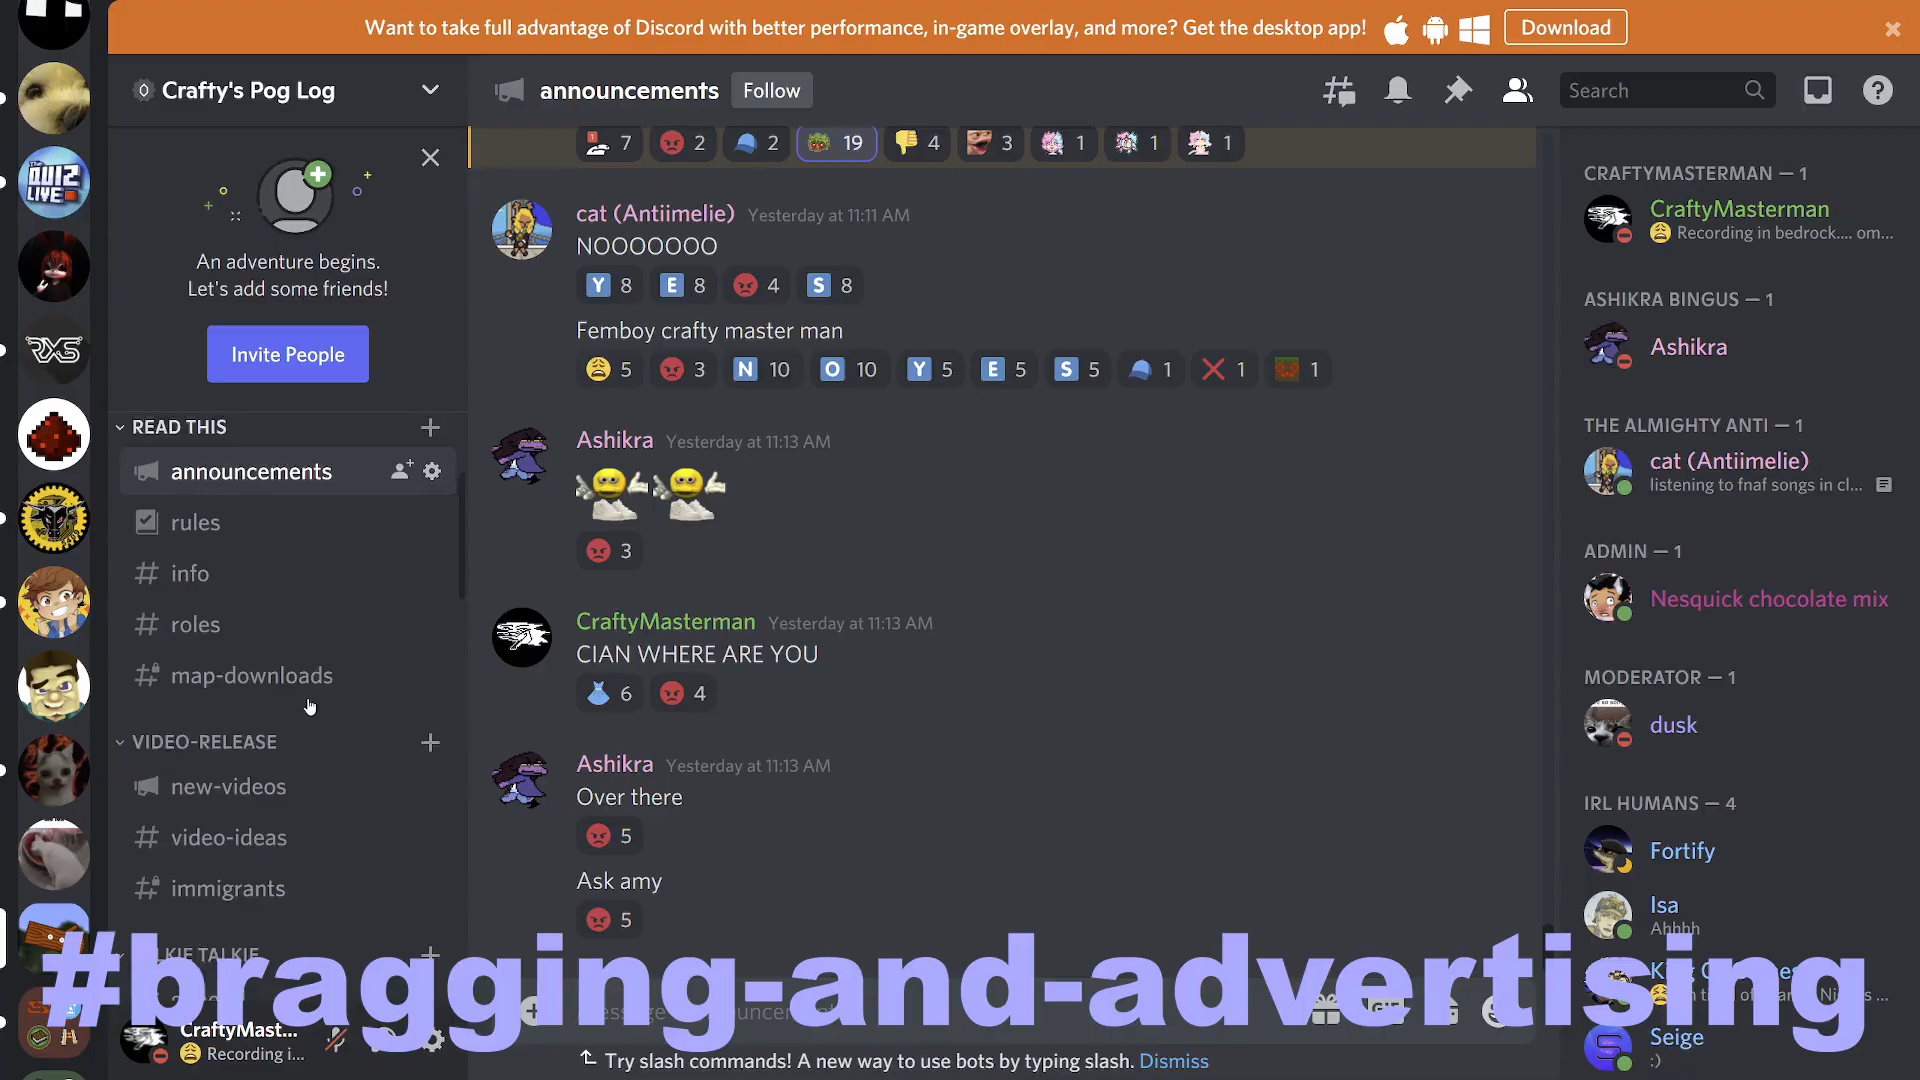 Want to take full advantage of Discord with better performance, in-game overlay, and more? Get the desktop app!
Download
Crafty's Pog Log
An adventure begins.
Let's add some friends!
Invite People
READ THIS
announcements
rules
info
roles
map-downloads
VIDEO-RELEASE
new-videos
video-ideas
immigrants
TALKIE
CraftyMast...
Recording i...
QUIZ
LIVE
announcements
Follow
Search
7 2 2 19 4 3 1 1 1
cat (Antiimelie) Yesterday at 11:11 AM
NOOOOOOO
Y 8 E 8 4 S 8
Femboy crafty master man
5 3 N 10 O 10 Y 5 E 5 S 5 1 1 1
Ashikra Yesterday at 11:13 AM
3
CraftyMasterman Yesterday at 11:13 AM
CIAN WHERE ARE YOU
6 4
Ashikra Yesterday at 11:13 AM
Over there
5
Ask amy
5
Try slash commands! A new way to use bots by typing slash. Dismiss
CRAFTYMASTERMAN — 1
CraftyMasterman
Recording in bedrock.... om...
ASHIKRA BINGUS — 1
Ashikra
THE ALMIGHTY ANTI — 1
cat (Antiimelie)
listening to fnaf songs in cl...
ADMIN — 1
Nesquick chocolate mix
MODERATOR — 1
dusk
IRL HUMANS — 4
Fortify
Isa
Ahhhh
Seige
:)
#bragging-and-advertising